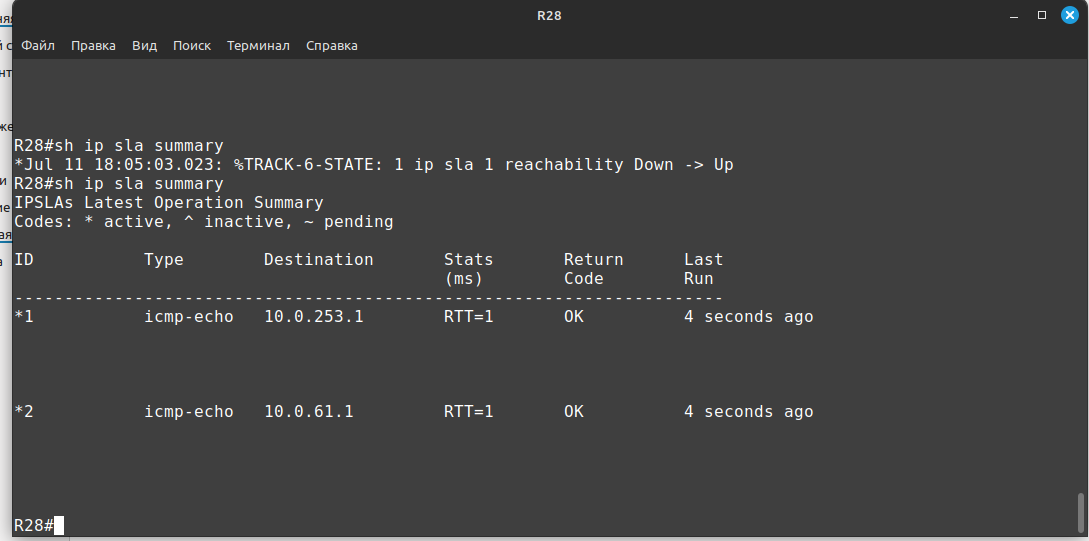 R28
Файл Правка Вид Поиск Терминал Справка
R28#sh ip sla summary
*Jul 11 18:05:03.023: %TRACK-6-STATE: 1 ip sla 1 reachability Down -> Up
R28#sh ip sla summary
IPSLAs Latest Operation Summary
Codes: * active, ^ inactive, ~ pending
ID Type Destination Stats Return Last
(ms) Code Run
-----------------------------------------------------------------------
*1 icmp-echo 10.0.253.1 RTT=1 OK 4 seconds ago
*2 icmp-echo 10.0.61.1 RTT=1 OK 4 seconds ago
R28#